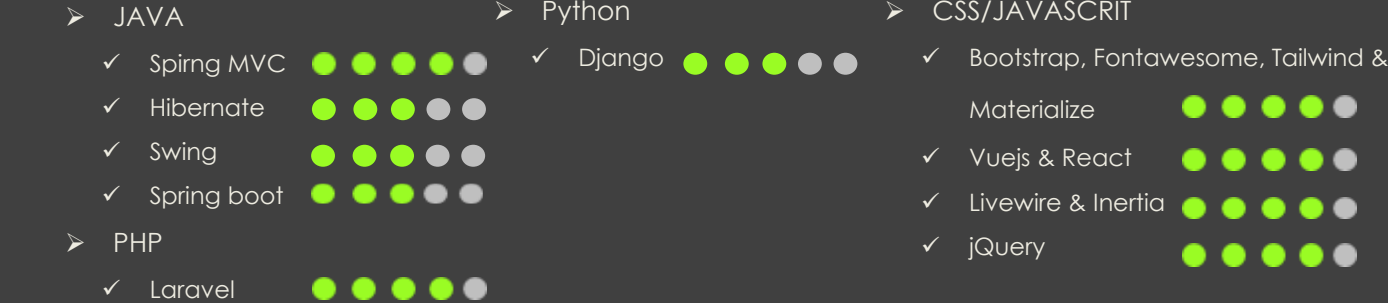 JAVA
Spirng MVC
Hibernate
Swing
Spring boot
PHP
Laravel
Python
Django
CSS/JAVASCRIT
Bootstrap, Fontawesome, Tailwind &
Materialize
Vuejs & React
Livewire & Inertia
jQuery